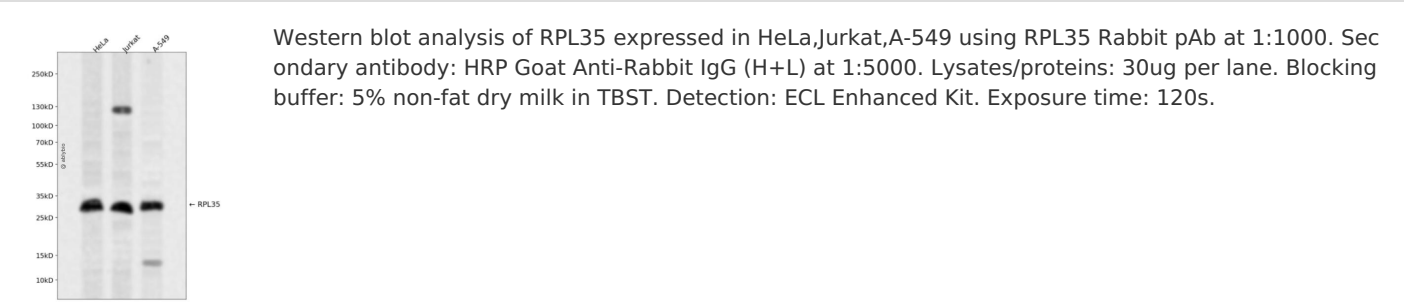 HeLa
Jurkat
A-549
250kD
130kD
100kD
70kD
55kD
35kD
← RPL35
25kD
15kD
10kD
Western blot analysis of RPL35 expressed in HeLa,Jurkat,A-549 using RPL35 Rabbit pAb at 1:1000. Sec
ondary antibody: HRP Goat Anti-Rabbit IgG (H+L) at 1:5000. Lysates/proteins: 30ug per lane. Blocking
buffer: 5% non-fat dry milk in TBST. Detection: ECL Enhanced Kit. Exposure time: 120s.